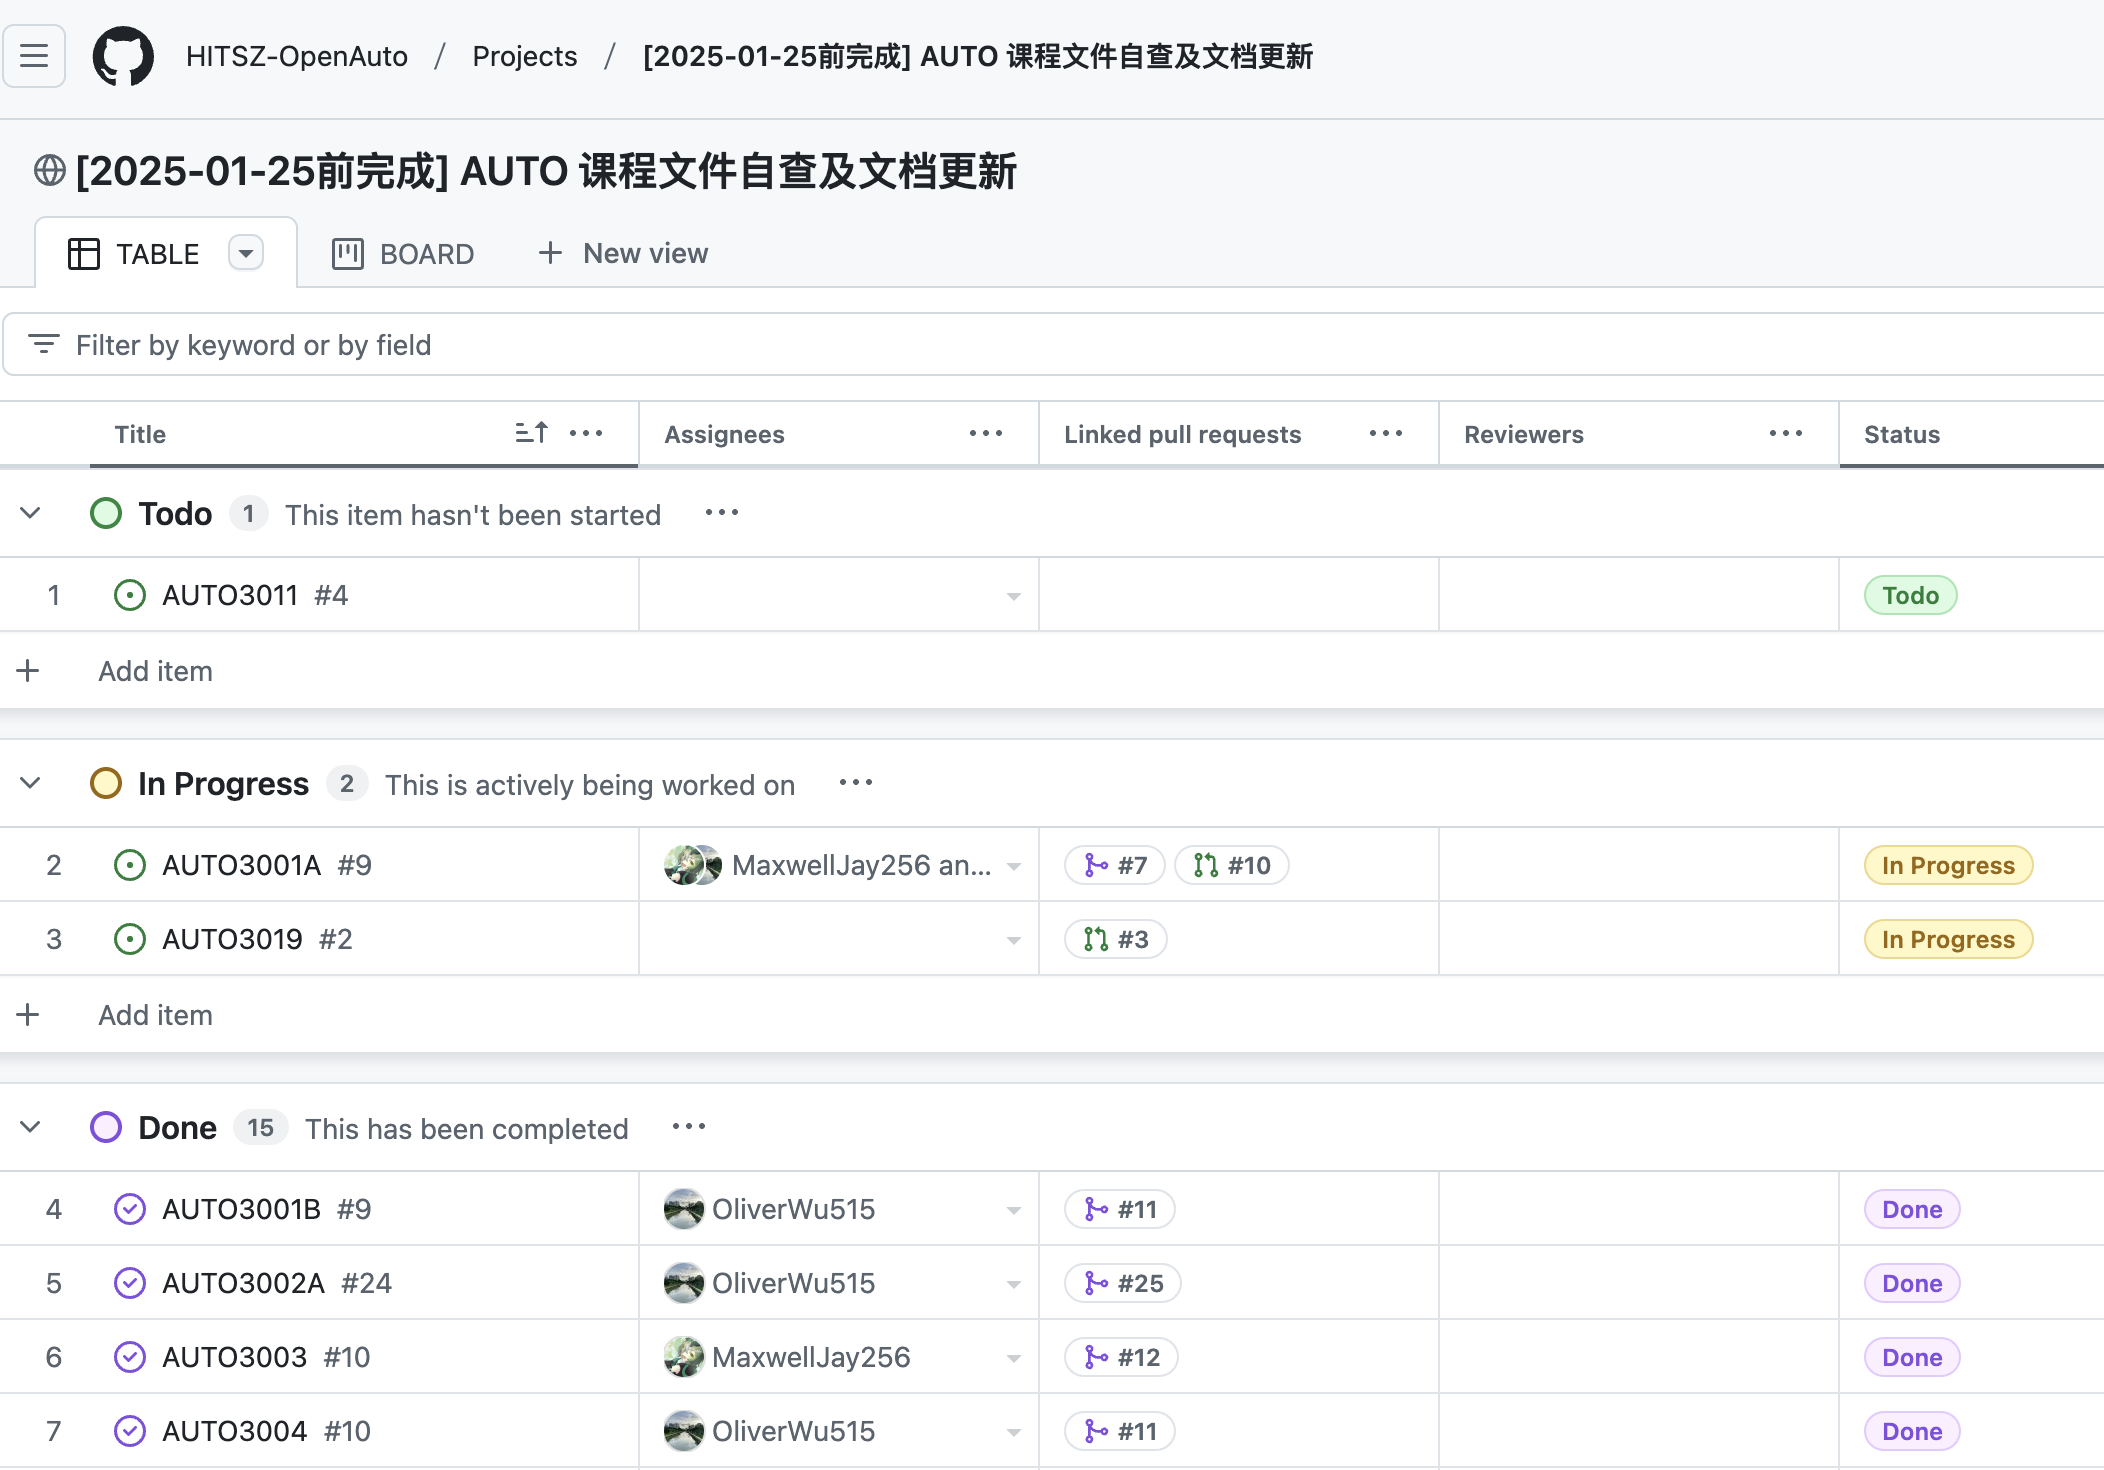 HITSZ-OpenAuto / Projects / [2025-01-25前完成] AUTO 课程文件自查及文档更新
[2025-01-25前完成] AUTO 课程文件自查及文档更新
TABLE BOARD New view
Filter by keyword or by field
Title Assignees Linked pull requests Reviewers Status
Todo 1 This item hasn't been started
1 AUTO3011 #4 Todo
Add item
In Progress 2 This is actively being worked on
2 AUTO3001A #9 MaxwellJay256 an... #7 #10 In Progress
3 AUTO3019 #2 #3 In Progress
Add item
Done 15 This has been completed
4 AUTO3001B #9 OliverWu515 #11 Done
5 AUTO3002A #24 OliverWu515 #25 Done
6 AUTO3003 #10 MaxwellJay256 #12 Done
7 AUTO3004 #10 OliverWu515 #11 Done